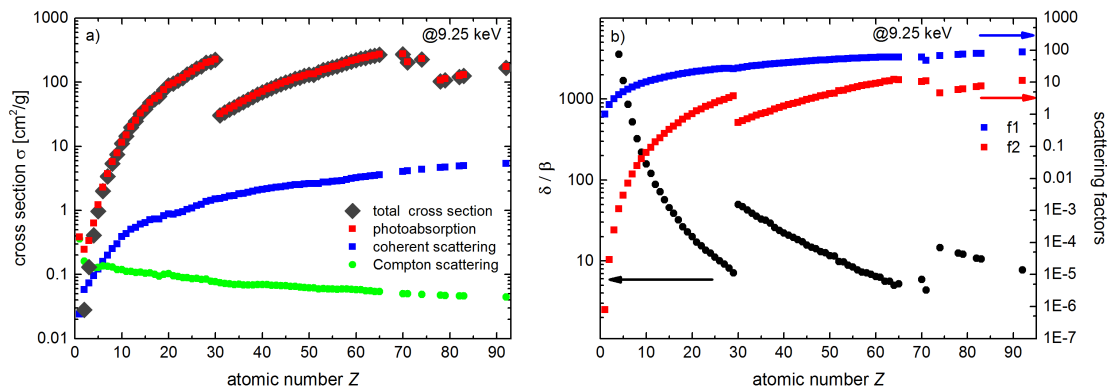 a)
@9.25 keV
1000
100
10
1
0.1
0.01
cross section σ [cm²/g]
total cross section
photoabsorption
coherent scattering
Compton scattering
0 10 20 30 40 50 60 70 80 90
atomic number Z
b)
@9.25 keV
1000
100
10
1
δ / β
f1
f2
1000
100
10
1
0.1
0.01
1E-3
1E-4
1E-5
1E-6
1E-7
scattering factors
0 10 20 30 40 50 60 70 80 90
atomic number Z